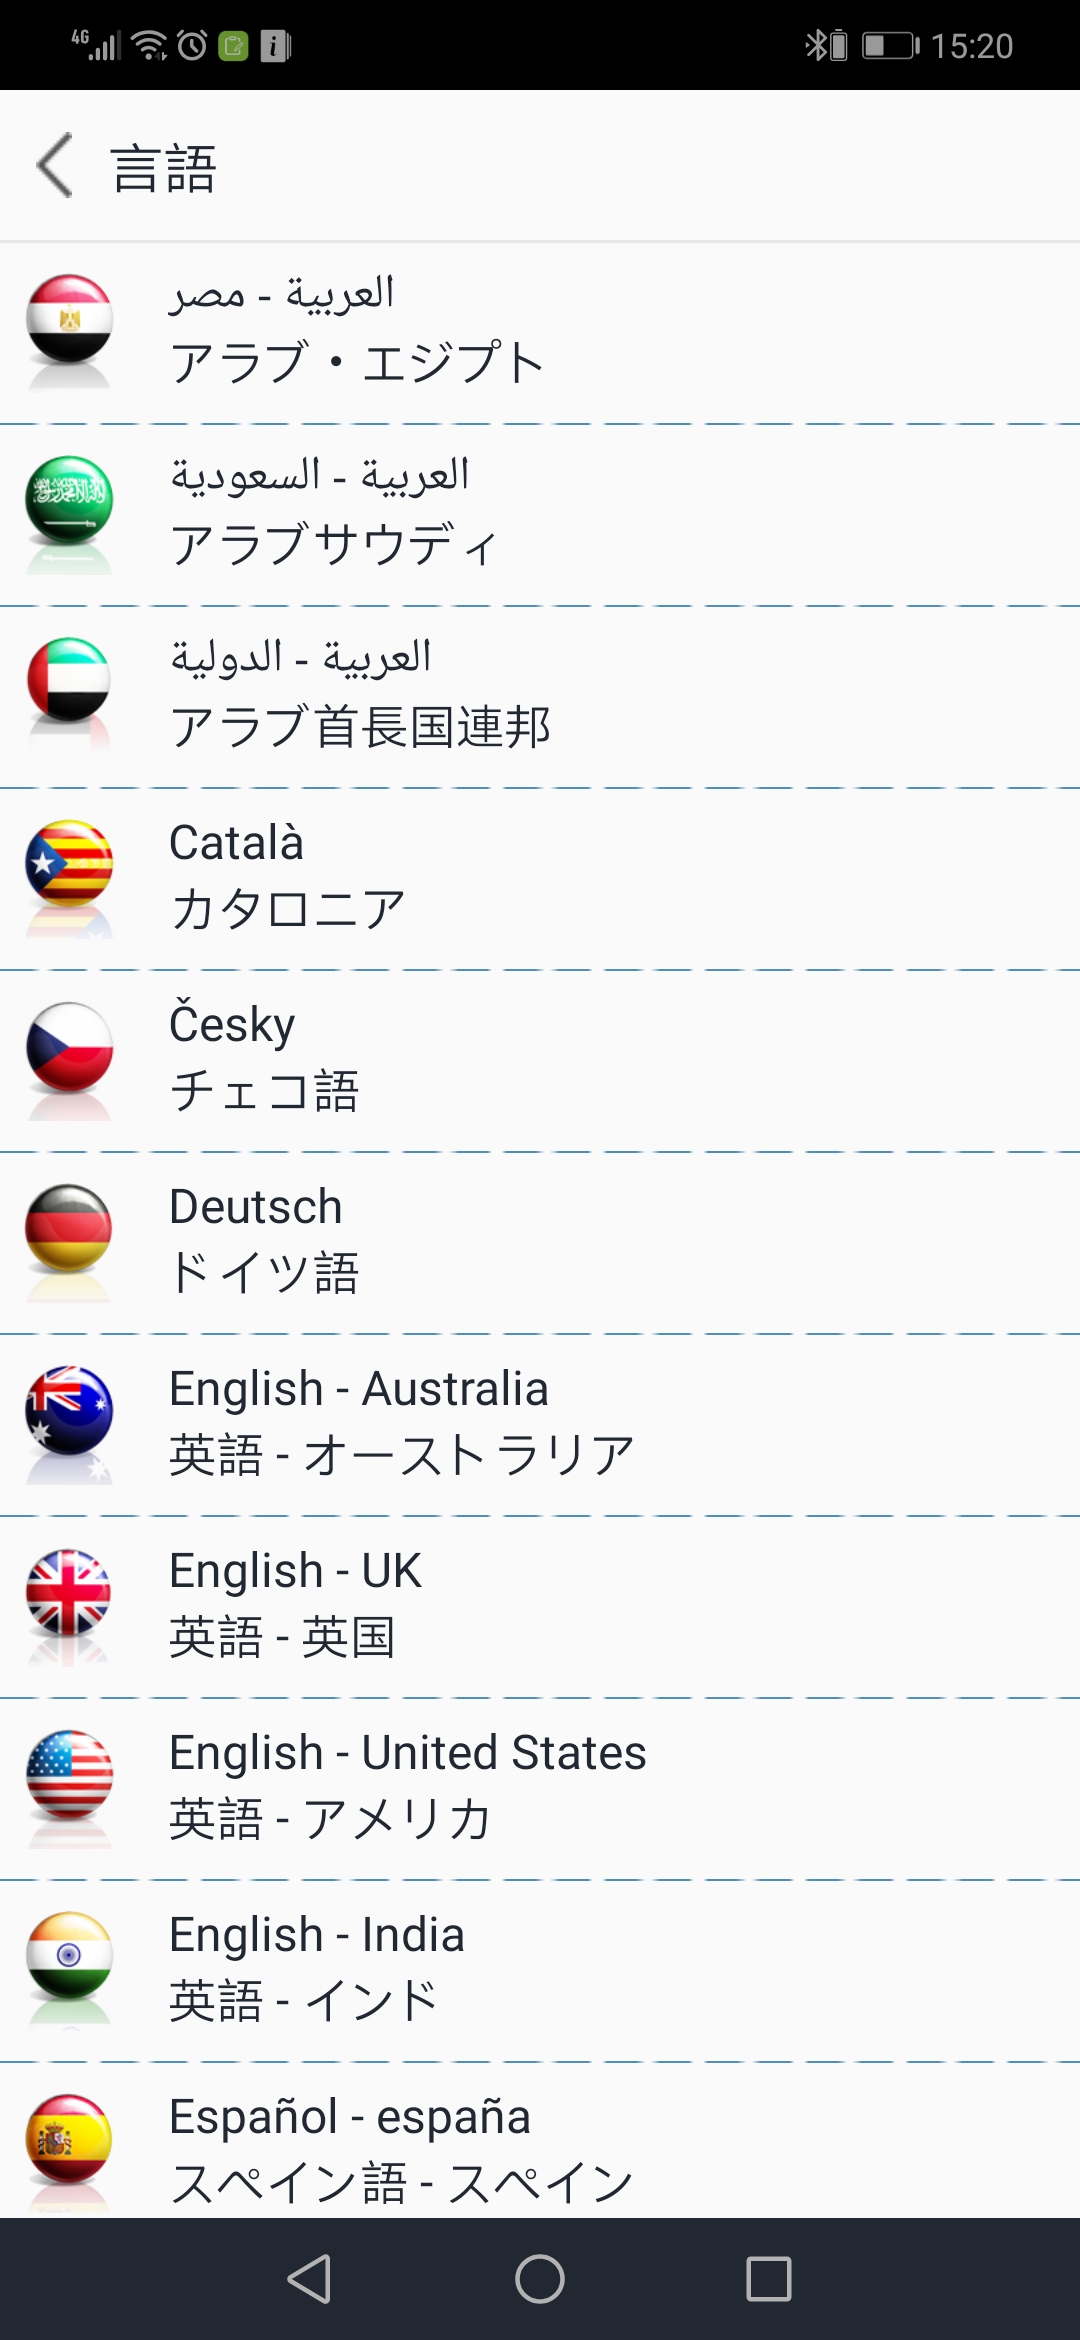 4G
15:20
言語
العربية - مصر
アラブ・エジプト
العربية - السعودية
アラブサウディ
العربية - الدولية
アラブ首長国連邦
Català
カタロニア
Česky
チェコ語
Deutsch
ドイツ語
English - Australia
英語 - オーストラリア
English - UK
英語 - 英国
English - United States
英語 - アメリカ
English - India
英語 - インド
Español - españa
スペイン語 - スペイン